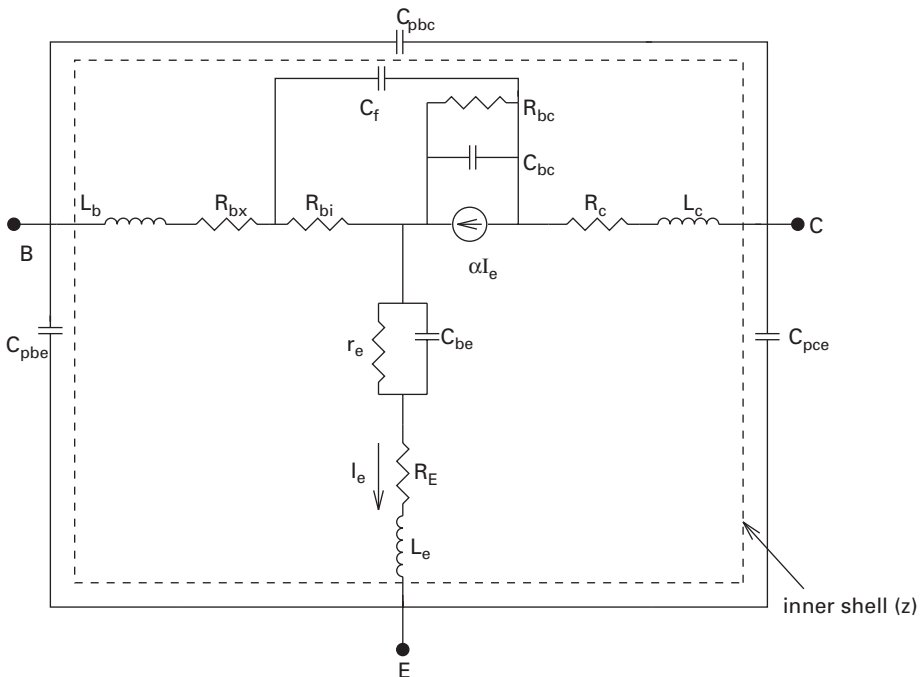 C_pbc
C_f
R_bc
C_bc
L_b
R_bx
R_bi
R_c
L_c
B
C
αI_e
C_pbe
r_e
C_be
C_pce
I_e
R_E
L_e
inner shell (z)
E